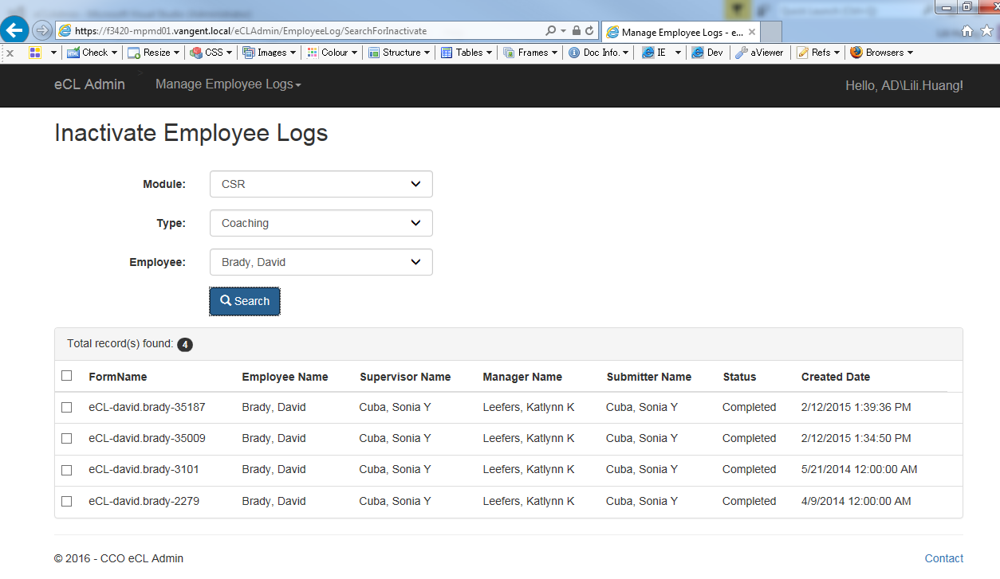 https://f3420-mpmd01.vangent.local/eCLAdmin/EmployeeLog/SearchForInactivate
Manage Employee Logs - e...
x Check Resize CSS Images Colour Structure Tables Frames Doc Info. IE Dev aViewer Refs Browsers
eCL Admin > Manage Employee Logs Hello, AD\Lili.Huang!
Inactivate Employee Logs
Module: CSR
Type: Coaching
Employee: Brady, David
Search
Total record(s) found: 4
FormName Employee Name Supervisor Name Manager Name Submitter Name Status Created Date
eCL-david.brady-35187 Brady, David Cuba, Sonia Y Leefers, Katlynn K Cuba, Sonia Y Completed 2/12/2015 1:39:36 PM
eCL-david.brady-35009 Brady, David Cuba, Sonia Y Leefers, Katlynn K Cuba, Sonia Y Completed 2/12/2015 1:34:50 PM
eCL-david.brady-3101 Brady, David Cuba, Sonia Y Leefers, Katlynn K Cuba, Sonia Y Completed 5/21/2014 12:00:00 AM
eCL-david.brady-2279 Brady, David Cuba, Sonia Y Leefers, Katlynn K Cuba, Sonia Y Completed 4/9/2014 12:00:00 AM
© 2016 - CCO eCL Admin Contact